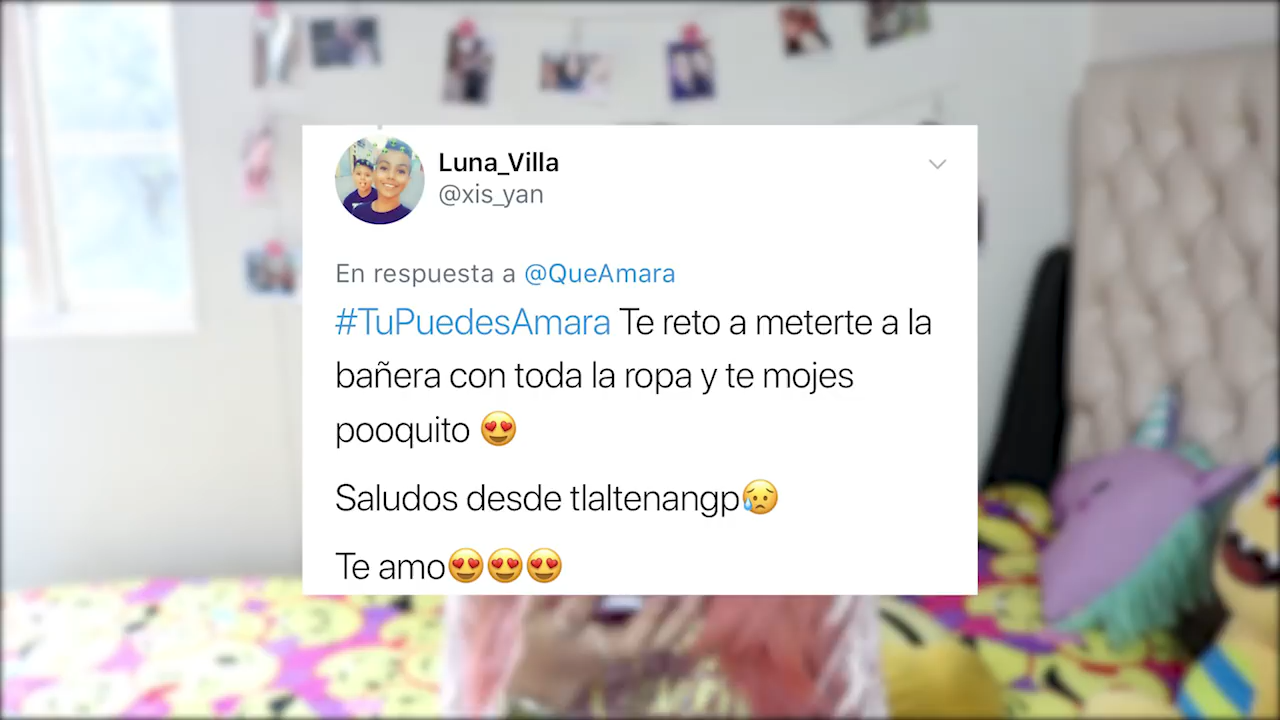 Luna_Villa
@xis_yan
En respuesta a @QueAmara
#TuPuedesAmara Te reto a meterte a la
bañera con toda la ropa y te mojes
pooquito 😍
Saludos desde tlaltenangp😥
Te amo😍😍😍